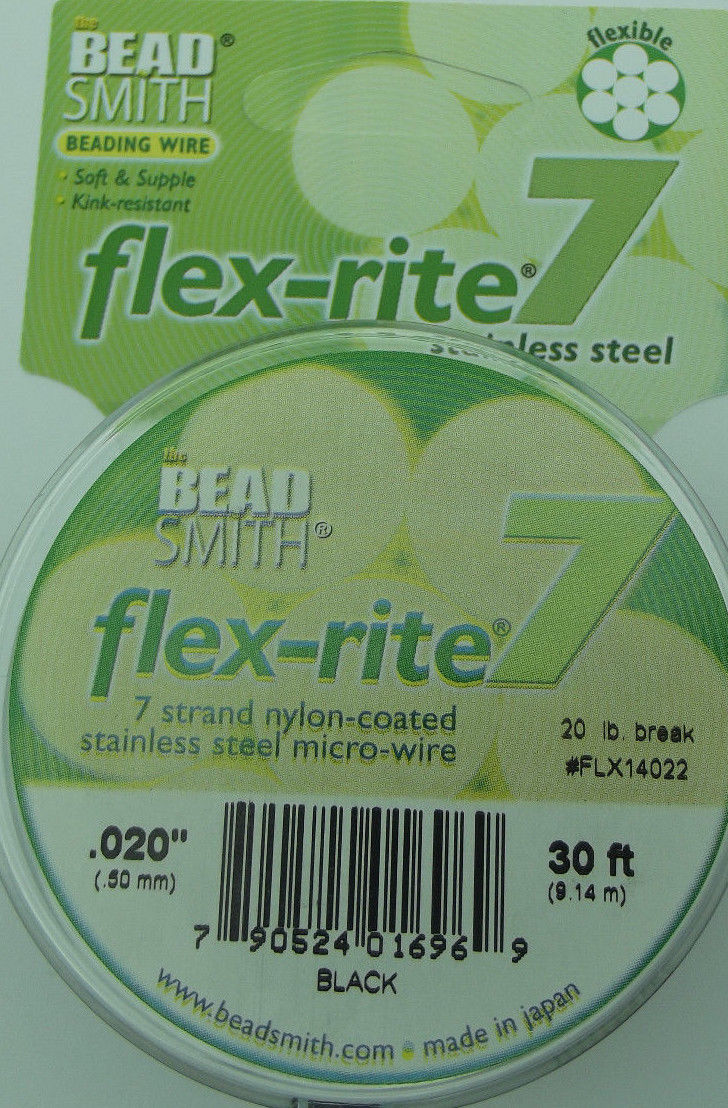 the
BEAD®
SMITH
BEADING WIRE
• Soft & Supple
• Kink-resistant
flexible
flex-rite®7
stainless steel
the
BEAD
SMITH®
flex-rite®7
7 strand nylon-coated
stainless steel micro-wire
20 lb. break
#FLX14022
.020"
(.50 mm)
30 ft
(9.14 m)
7 90524 01696 9
BLACK
www.beadsmith.com • made in japan